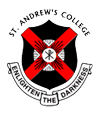 ST. ANDREW'S COLLEGE
ENLIGHTEN THE DARKNESS